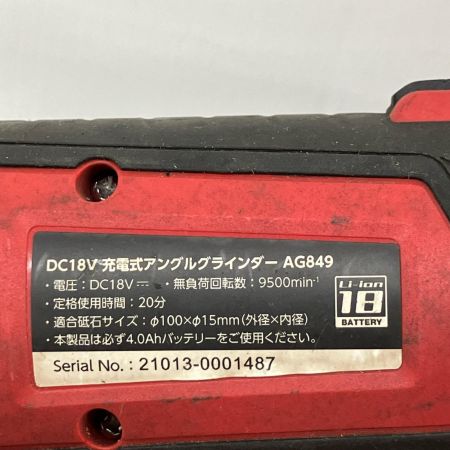 DC18V 充電式アングルグラインダー AG849
・電圧：DC18V⎓ ・無負荷回転数：9500min⁻¹
・定格使用時間：20分
・適合砥石サイズ：φ100×φ15mm（外径×内径）
・本製品は必ず4.0Ahバッテリーをご使用ください。
Li-ion
18
BATTERY
Serial No.：21013-0001487